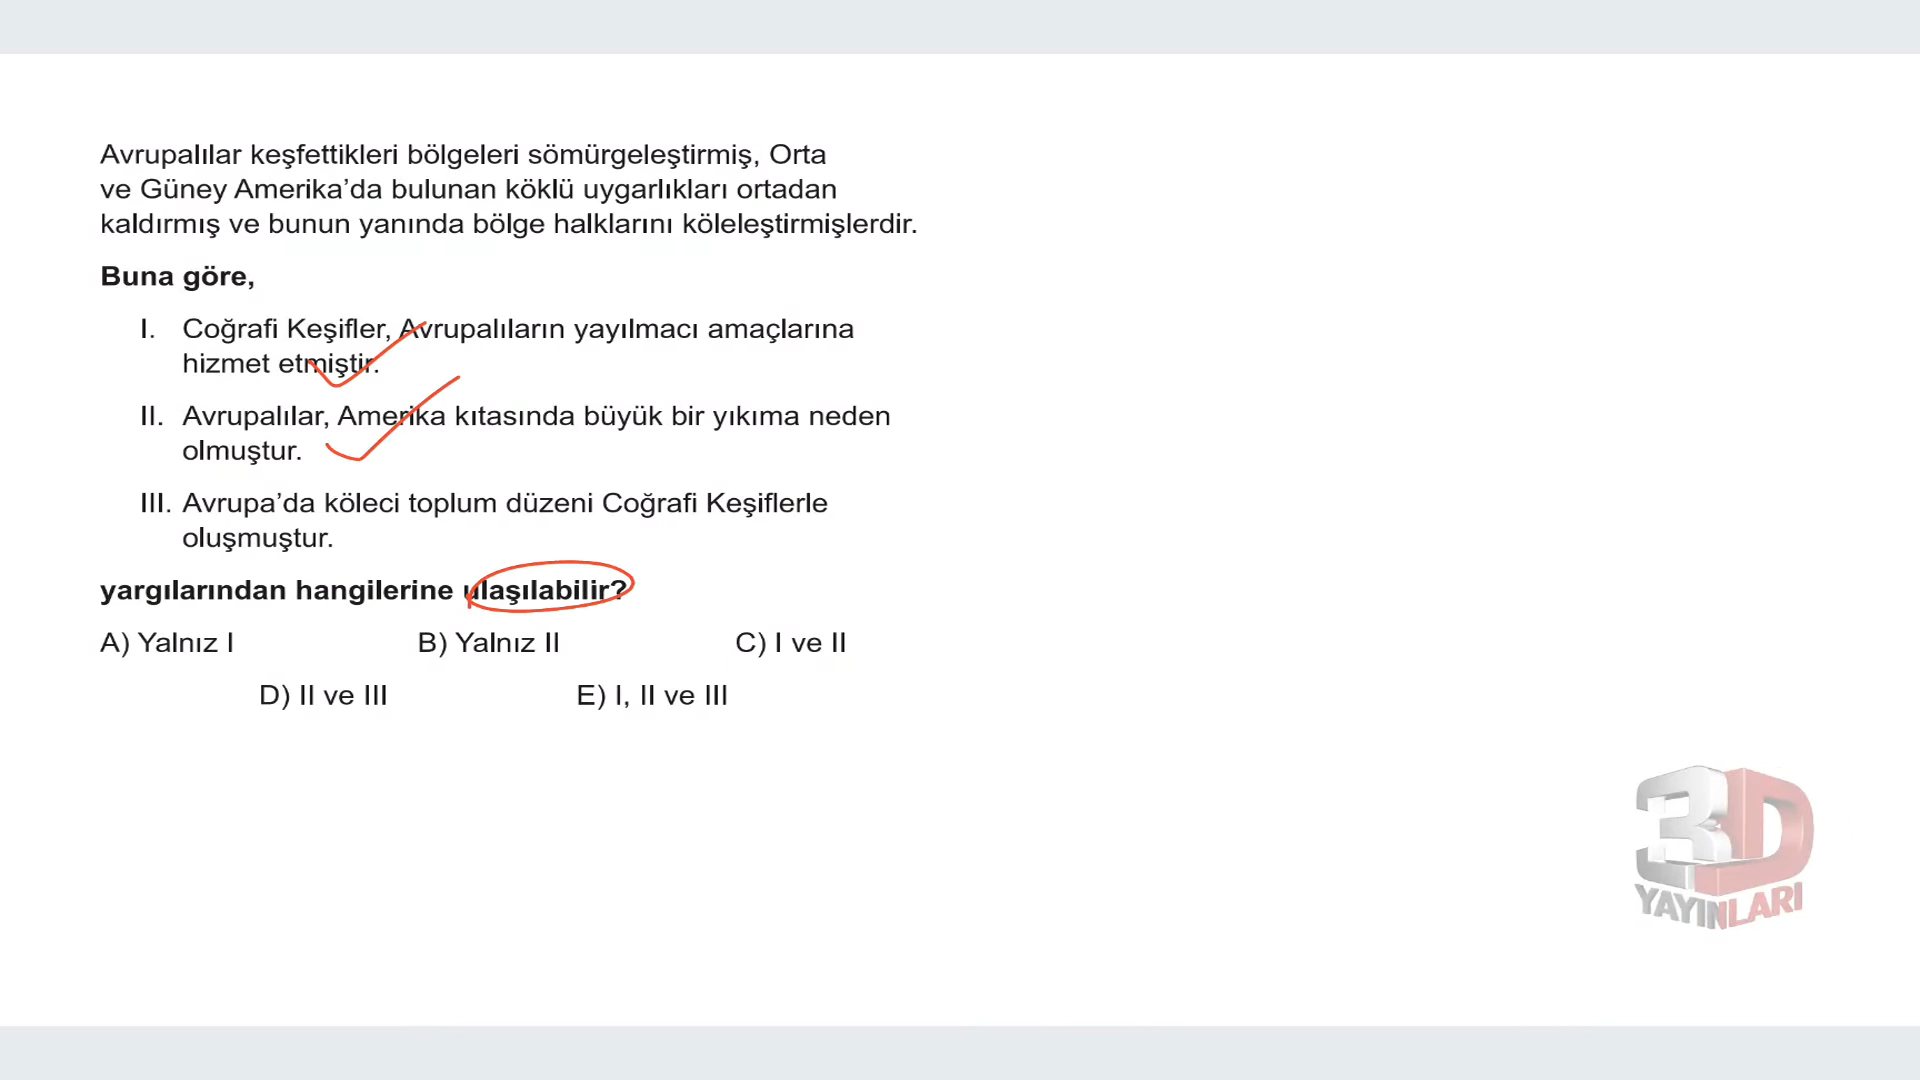 Avrupalılar keşfettikleri bölgeleri sömürgeleştirmiş, Orta
ve Güney Amerika’da bulunan köklü uygarlıkları ortadan
kaldırmış ve bunun yanında bölge halklarını köleleştirmişlerdir.
Buna göre,
I. Coğrafi Keşifler, Avrupalıların yayılmacı amaçlarına
hizmet etmiştir.
II. Avrupalılar, Amerika kıtasında büyük bir yıkıma neden
olmuştur.
III. Avrupa’da köleci toplum düzeni Coğrafi Keşiflerle
oluşmuştur.
yargılarından hangilerine ulaşılabilir?
A) Yalnız I B) Yalnız II C) I ve II
D) II ve III E) I, II ve III
3D
YAYINLARI